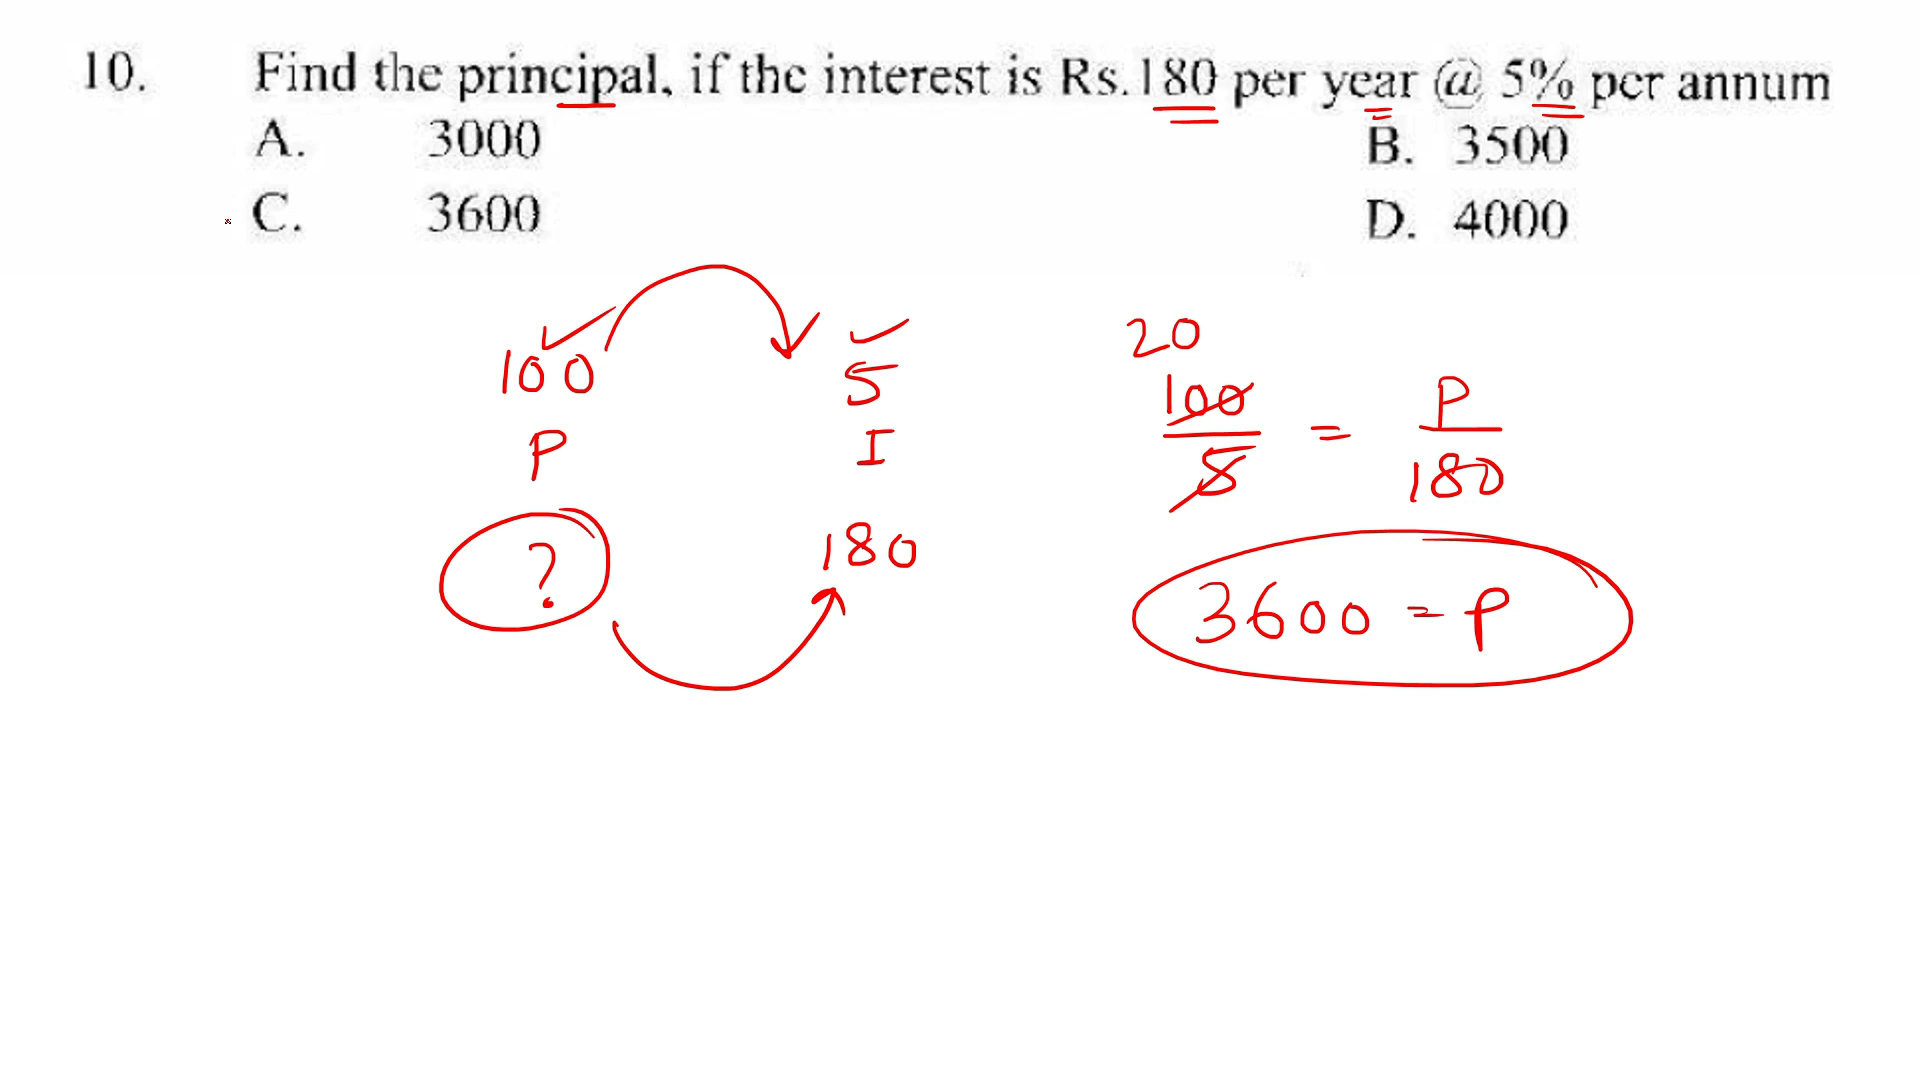 10. Find the principal, if the interest is Rs.180 per year @ 5% per annum
A. 3000 B. 3500
C. 3600 D. 4000
20
100 5 100 = P
P I 5 180
? 180
3600 = P